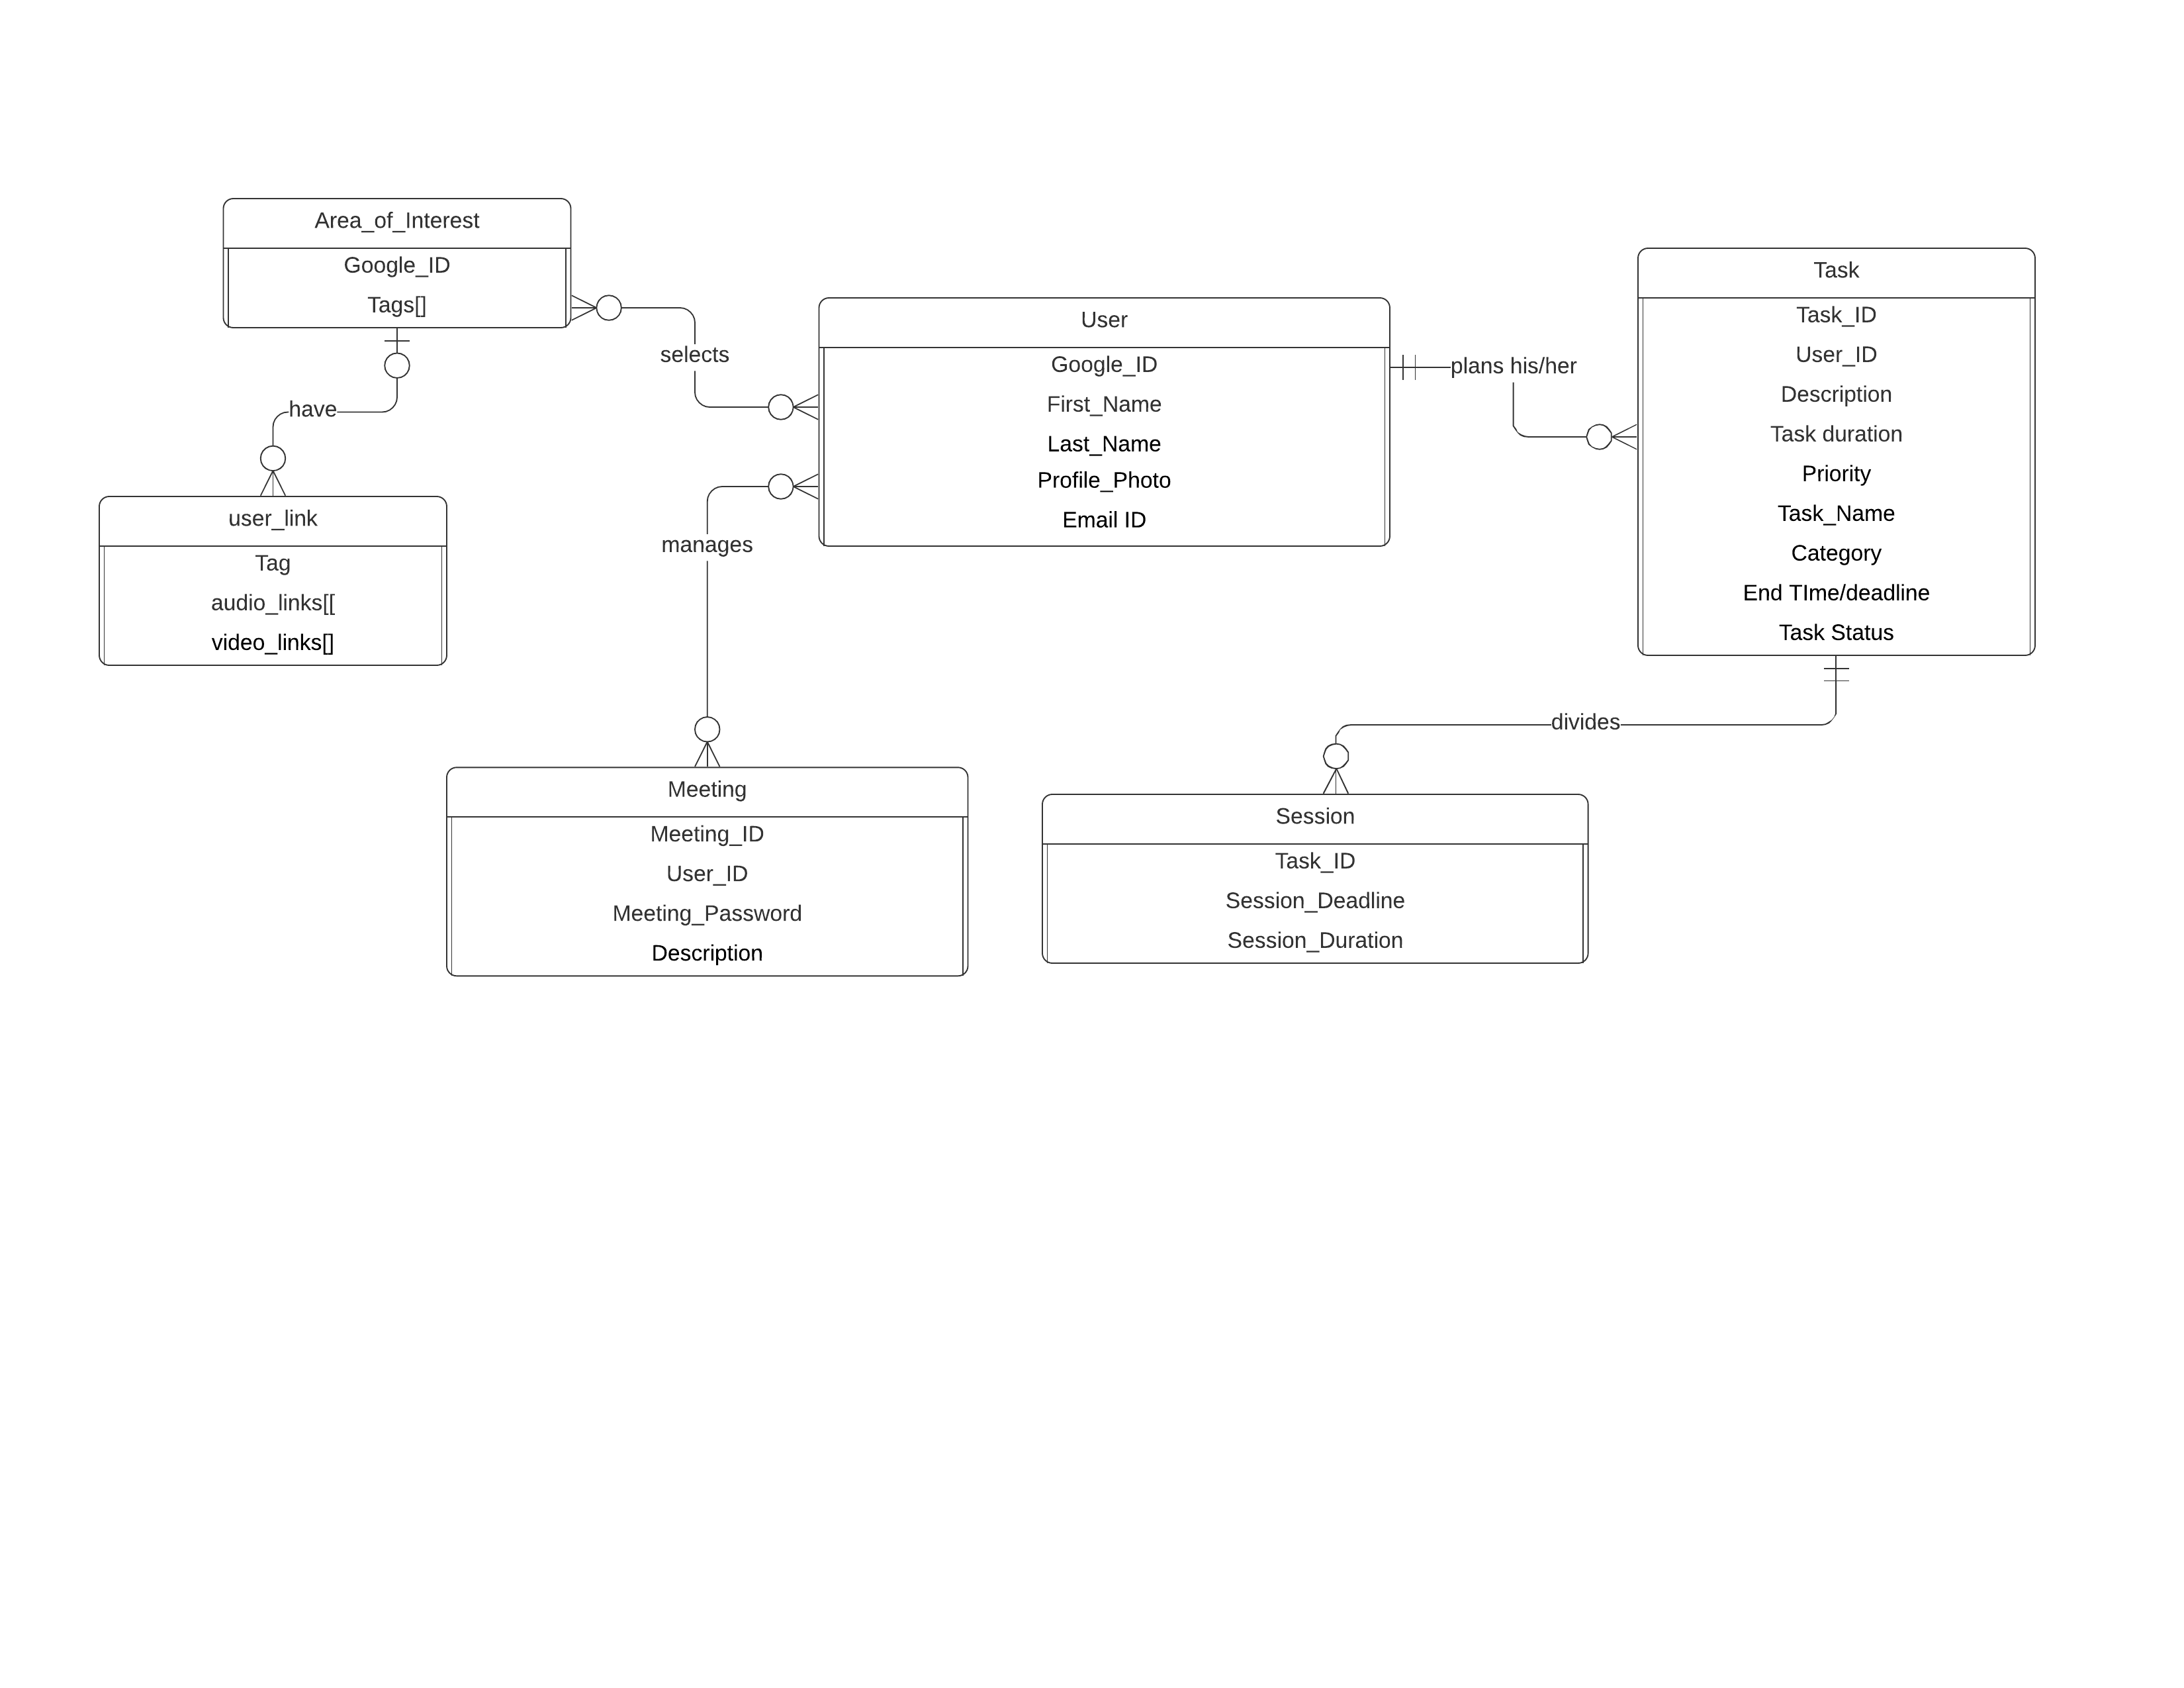 Area_of_Interest
Google_ID
Tags[]
selects
have
user_link
Tag
audio_links[[
video_links[]
User
Google_ID
First_Name
Last_Name
Profile_Photo
Email ID
manages
plans his/her
Task
Task_ID
User_ID
Description
Task duration
Priority
Task_Name
Category
End TIme/deadline
Task Status
divides
Meeting
Meeting_ID
User_ID
Meeting_Password
Description
Session
Task_ID
Session_Deadline
Session_Duration